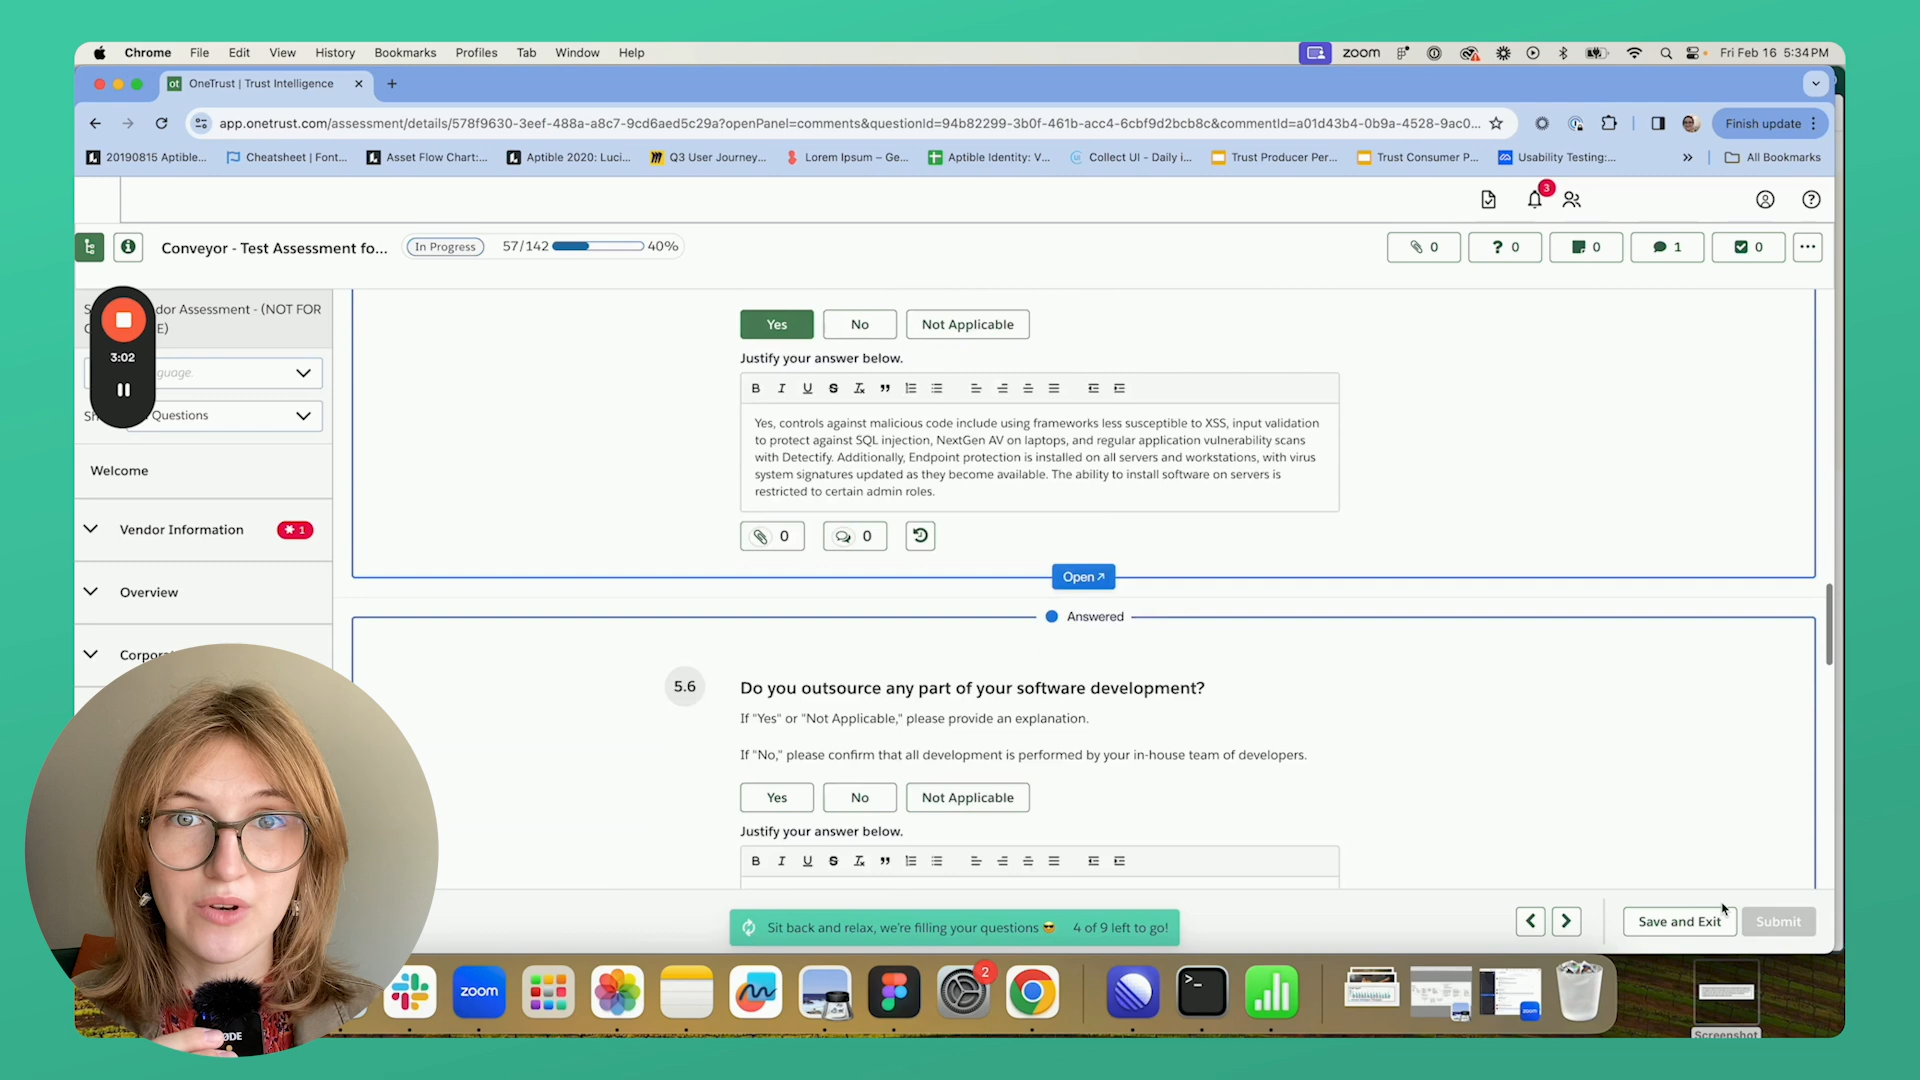 Chrome File Edit View History Bookmarks Profiles Tab Window Help
zoom Fri Feb 16 5:34 PM
ot OneTrust | Trust Intelligence
app.onetrust.com/assessment/details/578f9630-3eef-488a-a8c7-9cd6aed5c29a?openPanel=comments&questionId=94b82299-3b0f-461b-acc4-6cbf9d2bcb8c&commentId=a01d43b4-0b9a-4528-9ac0...
Finish update
20190815 Aptible... Cheatsheet | Font... Asset Flow Chart:... Aptible 2020: Luci... Q3 User Journey... Lorem Ipsum – Ge... Aptible Identity: V... Collect UI - Daily i... Trust Producer Per... Trust Consumer P... Usability Testing:... » All Bookmarks
3
Conveyor - Test Assessment fo... In Progress 57/142 40%
0 ? 0 0 1 0 ...
dor Assessment - (NOT FOR
E)
3:02
guage.
Questions
Welcome
Vendor Information * 1
Overview
Corpora
Yes No Not Applicable
Justify your answer below.
B I U S
Yes, controls against malicious code include using frameworks less susceptible to XSS, input validation
to protect against SQL injection, NextGen AV on laptops, and regular application vulnerability scans
with Detectify. Additionally, Endpoint protection is installed on all servers and workstations, with virus
system signatures updated as they become available. The ability to install software on servers is
restricted to certain admin roles.
0 0
Open
Answered
5.6 Do you outsource any part of your software development?
If "Yes" or "Not Applicable," please provide an explanation.
If "No," please confirm that all development is performed by your in-house team of developers.
Yes No Not Applicable
Justify your answer below.
B I U S
Sit back and relax, we're filling your questions 😎 4 of 9 left to go!
Save and Exit Submit
zoom
2
Screenshot